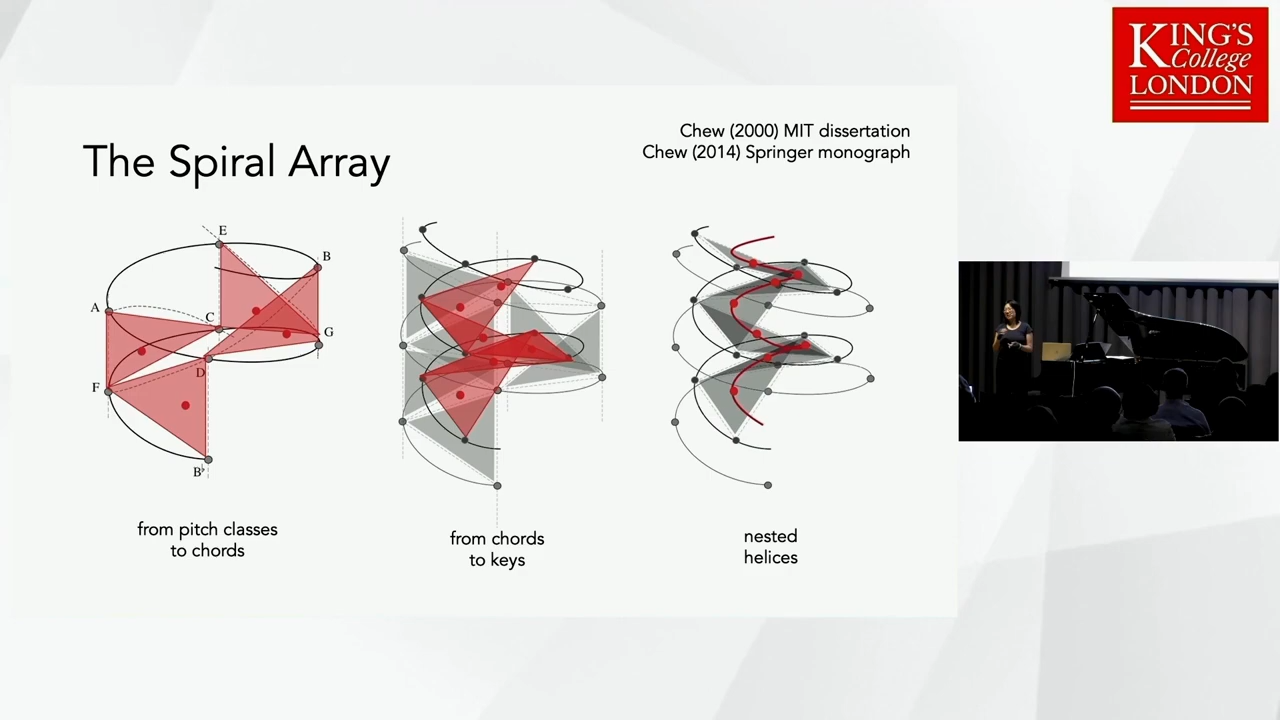 KING'S
College
LONDON
Chew (2000) MIT dissertation
Chew (2014) Springer monograph
The Spiral Array
E
B
A
C
G
D
F
B♭
from pitch classes
to chords
from chords
to keys
nested
helices